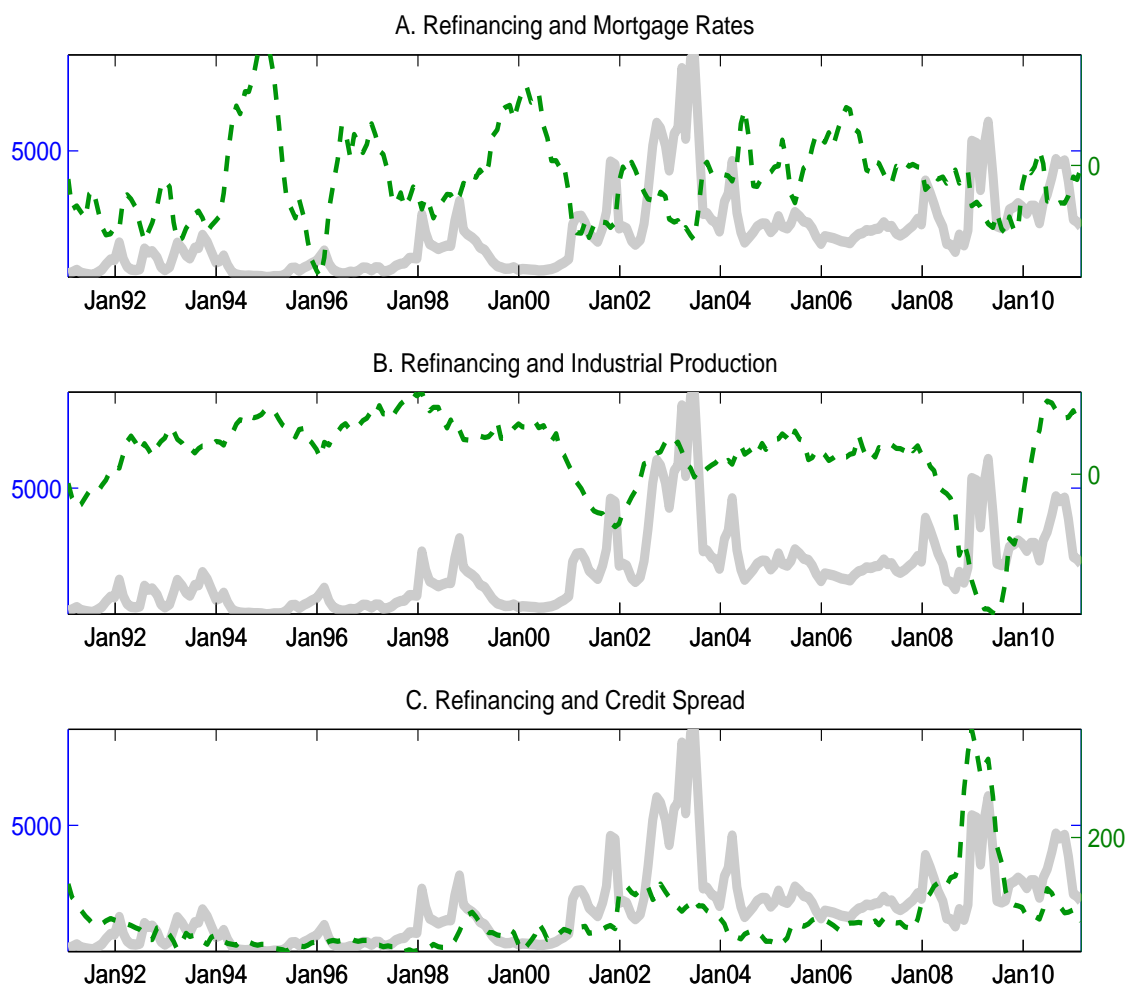 A. Refinancing and Mortgage Rates
5000
0
Jan92 Jan94 Jan96 Jan98 Jan00 Jan02 Jan04 Jan06 Jan08 Jan10
B. Refinancing and Industrial Production
5000
0
Jan92 Jan94 Jan96 Jan98 Jan00 Jan02 Jan04 Jan06 Jan08 Jan10
C. Refinancing and Credit Spread
5000
200
Jan92 Jan94 Jan96 Jan98 Jan00 Jan02 Jan04 Jan06 Jan08 Jan10